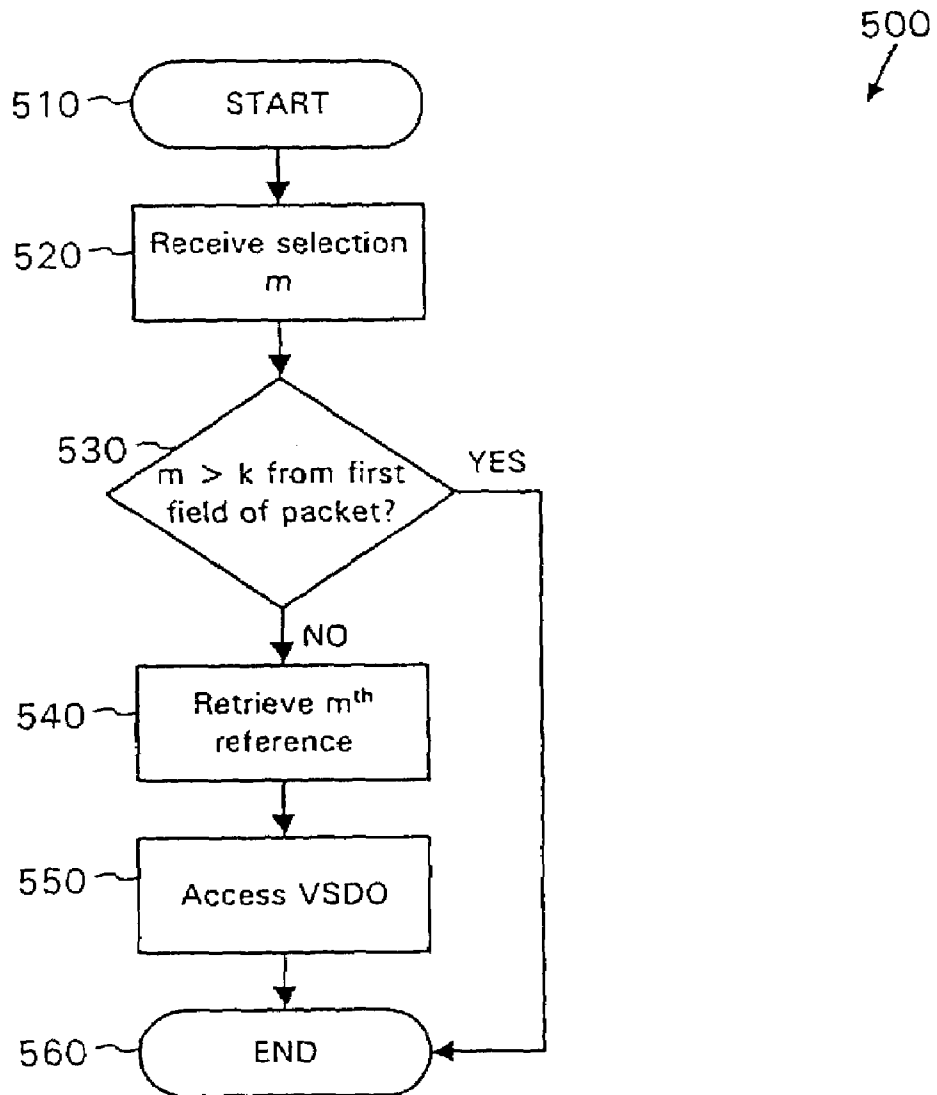 500
510
START
520
Receive selection
m
530
m > k from first
field of packet?
YES
NO
540
Retrieve mth
reference
550
Access VSDO
560
END